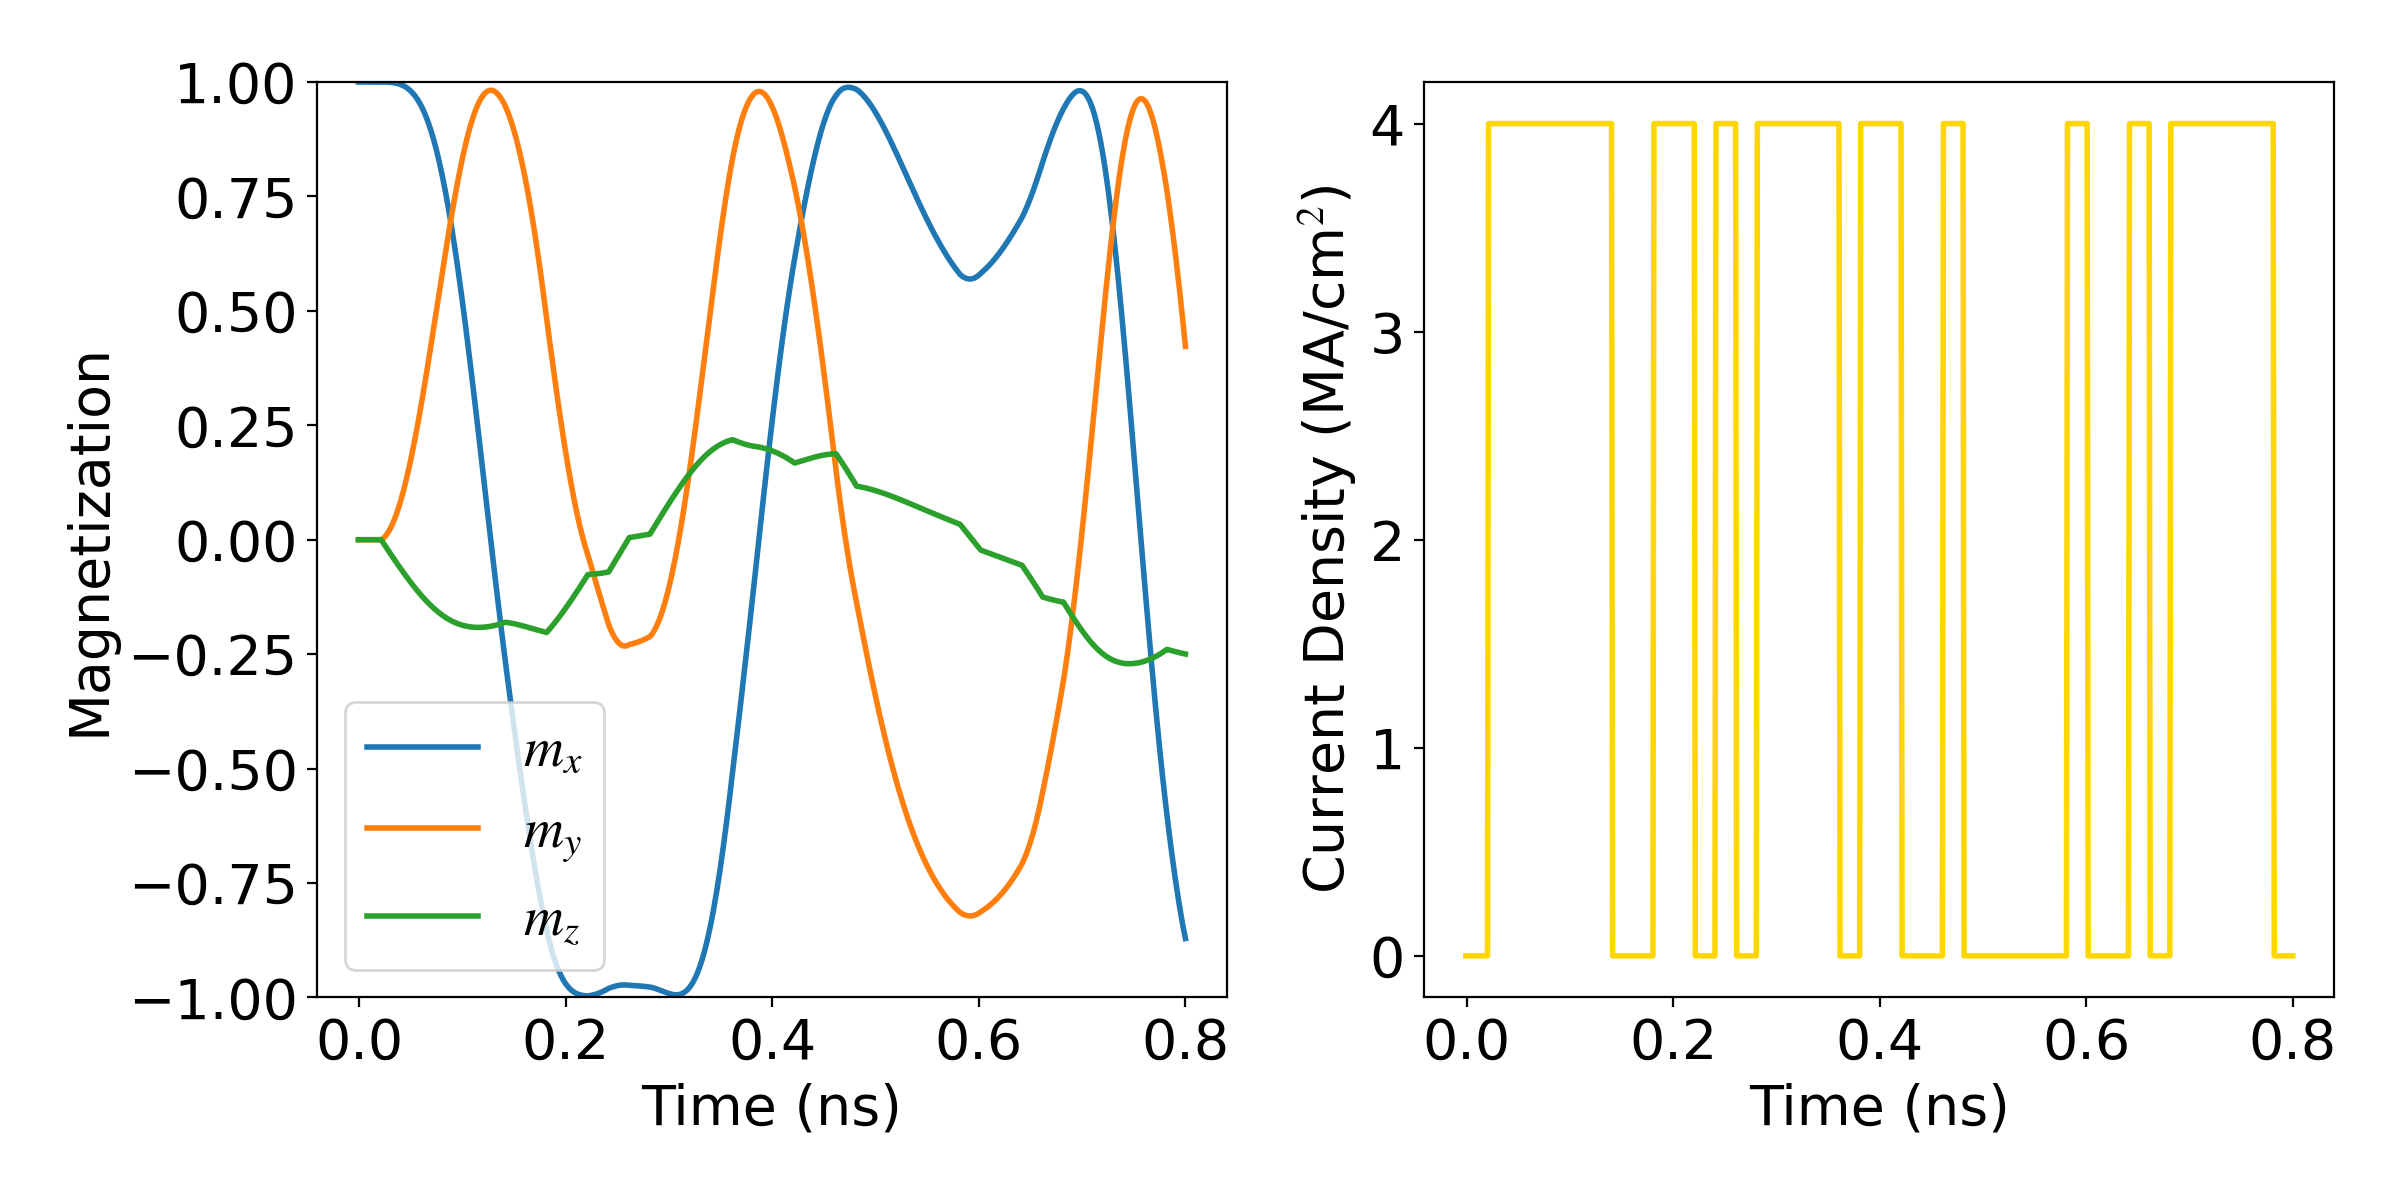 Magnetization
1.00
0.75
0.50
0.25
0.00
−0.25
−0.50
−0.75
−1.00
0.0 0.2 0.4 0.6 0.8
Time (ns)
mₓ
m_y
m_z
Current Density (MA/cm²)
4
3
2
1
0
0.0 0.2 0.4 0.6 0.8
Time (ns)